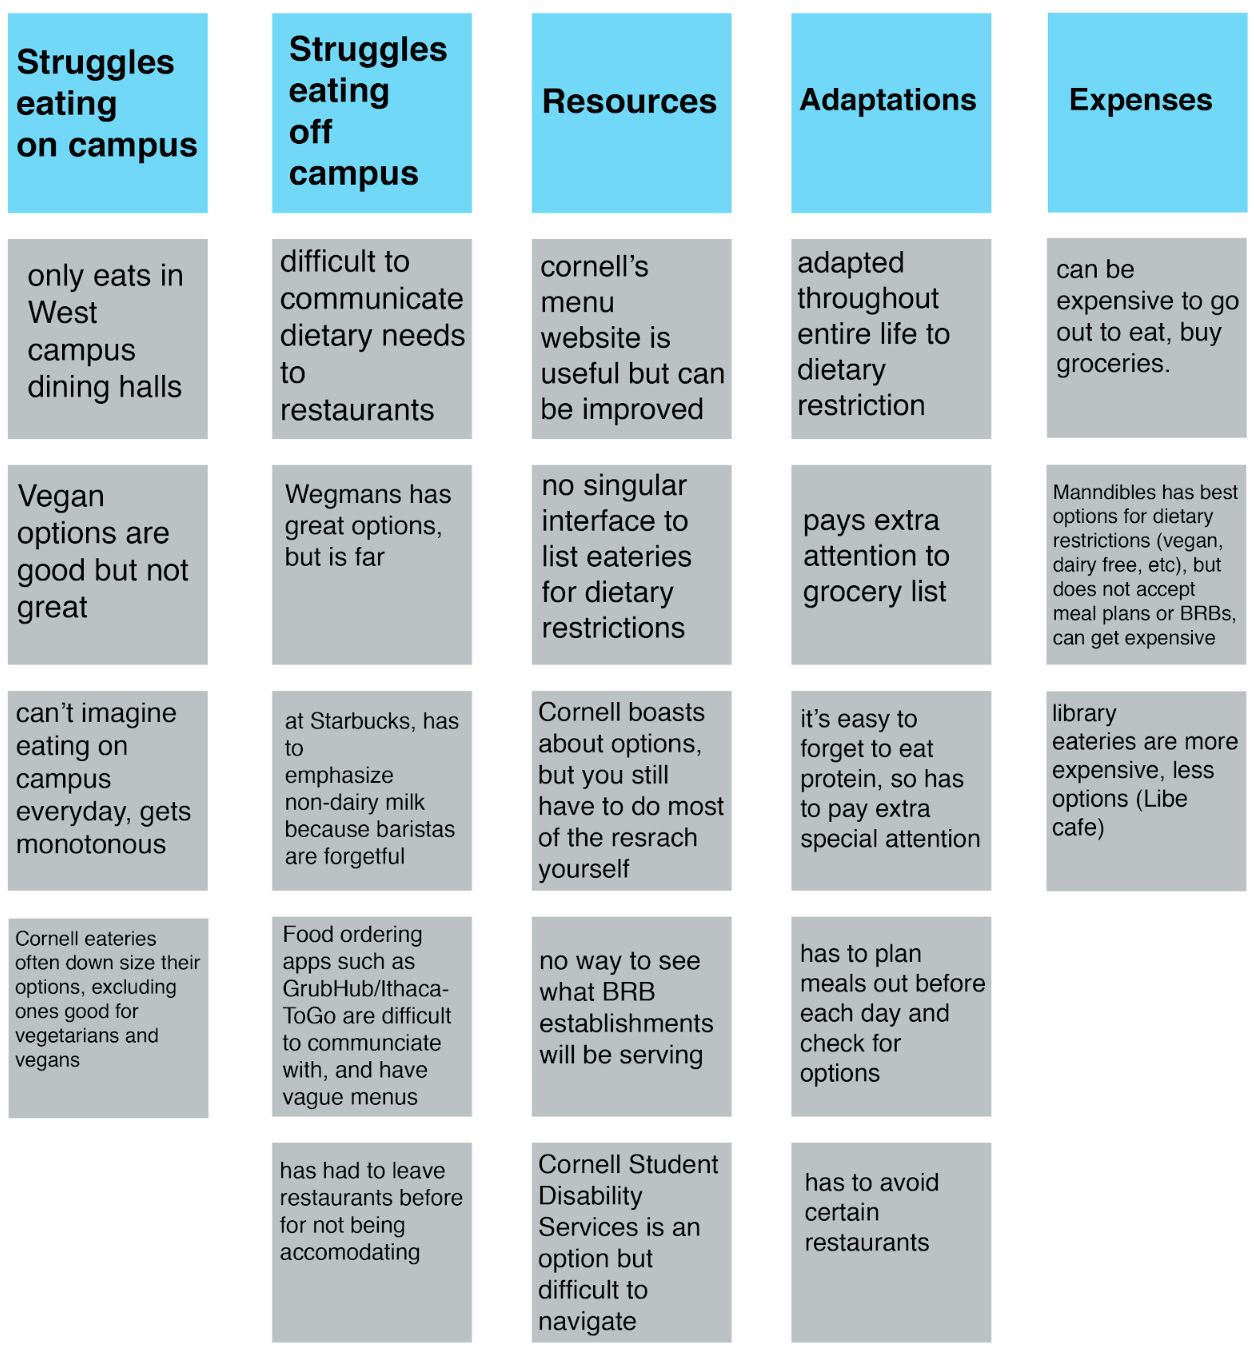 Struggles
eating
on campus
only eats in
West
campus
dining halls
Vegan
options are
good but not
great
can't imagine
eating on
campus
everyday, gets
monotonous
Cornell eateries
often down size their
options, excluding
ones good for
vegetarians and
vegans
Struggles
eating
off
campus
difficult to
communicate
dietary needs
to
restaurants
Wegmans has
great options,
but is far
at Starbucks, has
to
emphasize
non-dairy milk
because baristas
are forgetful
Food ordering
apps such as
GrubHub/Ithaca-
ToGo are difficult
to communciate
with, and have
vague menus
has had to leave
restaurants before
for not being
accomodating
Resources
cornell's
menu
website is
useful but can
be improved
no singular
interface to
list eateries
for dietary
restrictions
Cornell boasts
about options,
but you still
have to do most
of the resrach
yourself
no way to see
what BRB
establishments
will be serving
Cornell Student
Disability
Services is an
option but
difficult to
navigate
Adaptations
adapted
throughout
entire life to
dietary
restriction
pays extra
attention to
grocery list
it's easy to
forget to eat
protein, so has
to pay extra
special attention
has to plan
meals out before
each day and
check for
options
has to avoid
certain
restaurants
Expenses
can be
expensive to go
out to eat, buy
groceries.
Manndibles has best
options for dietary
restrictions (vegan,
dairy free, etc), but
does not accept
meal plans or BRBs,
can get expensive
library
eateries are more
expensive, less
options (Libe
cafe)